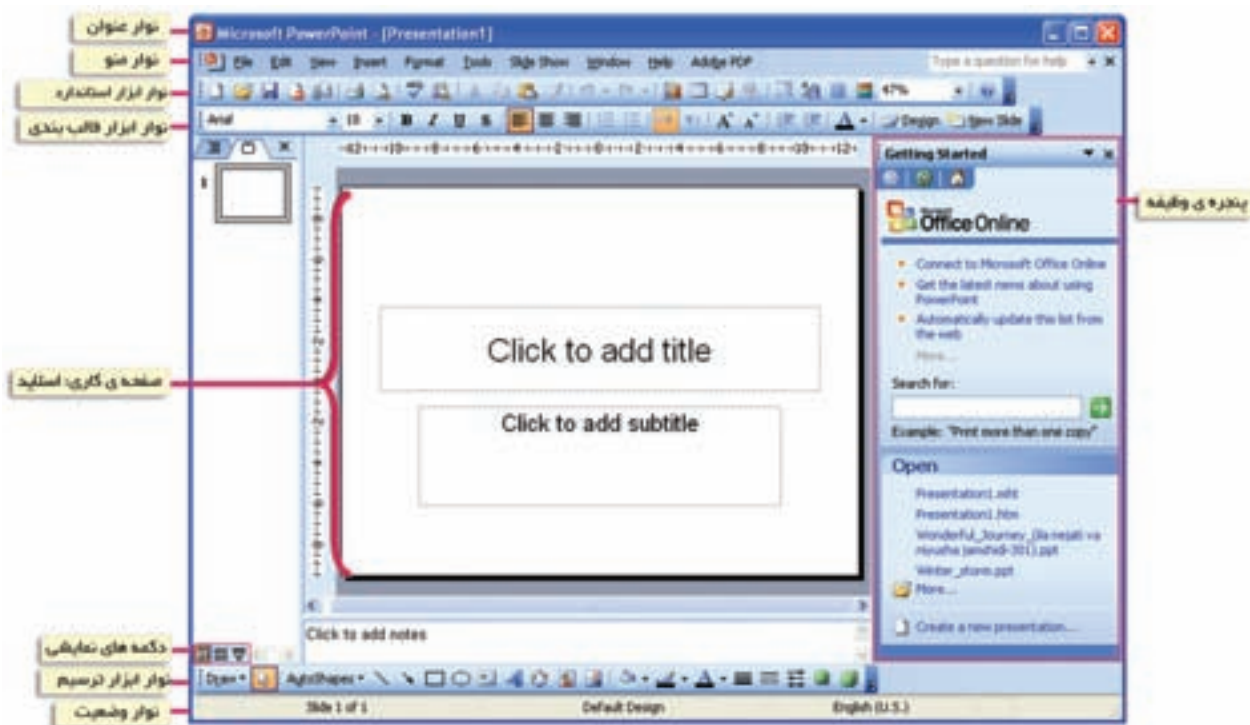 نوار عنوان
Microsoft PowerPoint - [Presentation1]
نوار منو
File Edit View Insert Format Tools Slide Show Window Help Adobe PDF
Type a question for help
نوار ابزار استاندارد
47%
نوار ابزار قالب بندی
Arial
18
B I U S
Design
New Slide
1
Getting Started
پنجره ی وظیفه
Microsoft
Office Online
Connect to Microsoft Office Online
Get the latest news about using
PowerPoint
Automatically update this list from
the web
More...
Search for:
Example: "Print more than one copy"
Open
Presentation1.mht
Presentation1.htm
Wonderful_Journey_(lla nejati va
niyusha jamshidi-301).ppt
Winter_storm.ppt
More...
Create a new presentation...
Click to add title
صفحه ی کاری: اسلاید
Click to add subtitle
Click to add notes
دکمه های نمایشی
نوار ابزار ترسیم
Draw
AutoShapes
نوار وضعیت
Slide 1 of 1
Default Design
English (U.S.)